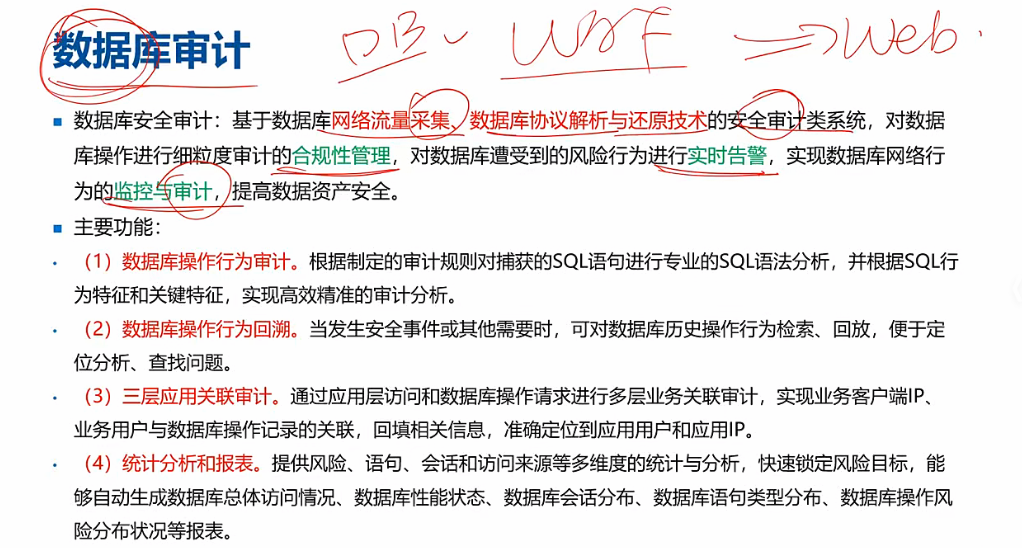 数据库审计 DB WAF → Web
数据库安全审计：基于数据库网络流量采集、数据库协议解析与还原技术的安全审计类系统，对数据
库操作进行细粒度审计的合规性管理，对数据库遭受到的风险行为进行实时告警，实现数据库网络行
为的监控与审计，提高数据资产安全。
主要功能：
（1）数据库操作行为审计。根据制定的审计规则对捕获的SQL语句进行专业的SQL语法分析，并根据SQL行
为特征和关键特征，实现高效精准的审计分析。
（2）数据库操作行为回溯。当发生安全事件或其他需要时，可对数据库历史操作行为检索、回放，便于定
位分析、查找问题。
（3）三层应用关联审计。通过应用层访问和数据库操作请求进行多层业务关联审计，实现业务客户端IP、
业务用户与数据库操作记录的关联，回填相关信息，准确定位到应用用户和应用IP。
（4）统计分析和报表。提供风险、语句、会话和访问来源等多维度的统计与分析，快速锁定风险目标，能
够自动生成数据库总体访问情况、数据库性能状态、数据库会话分布、数据库语句类型分布、数据库操作风
险分布状况等报表。